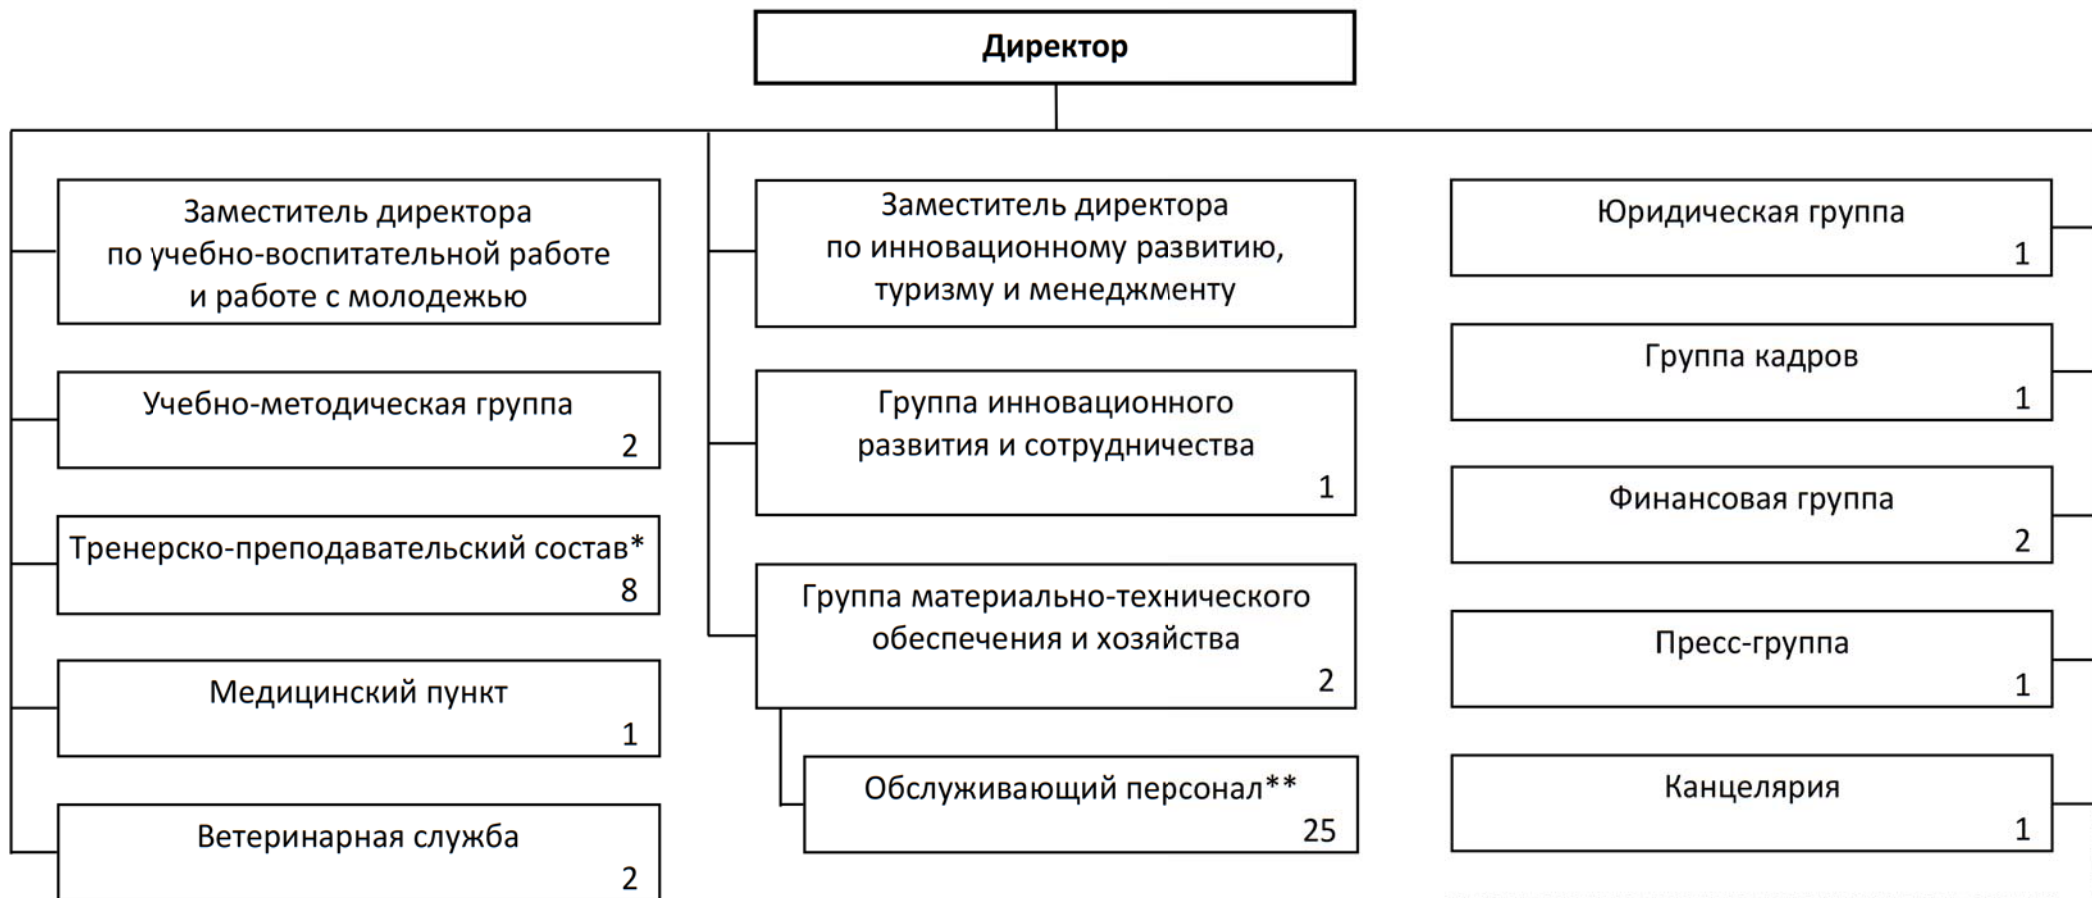 Директор
Заместитель директора
по учебно-воспитательной работе
и работе с молодежью
Учебно-методическая группа
2
Тренерско-преподавательский состав*
8
Медицинский пункт
1
Ветеринарная служба
2
Заместитель директора
по инновационному развитию,
туризму и менеджменту
Группа инновационного
развития и сотрудничества
1
Группа материально-технического
обеспечения и хозяйства
2
Обслуживающий персонал**
25
Юридическая группа
1
Группа кадров
1
Финансовая группа
2
Пресс-группа
1
Канцелярия
1